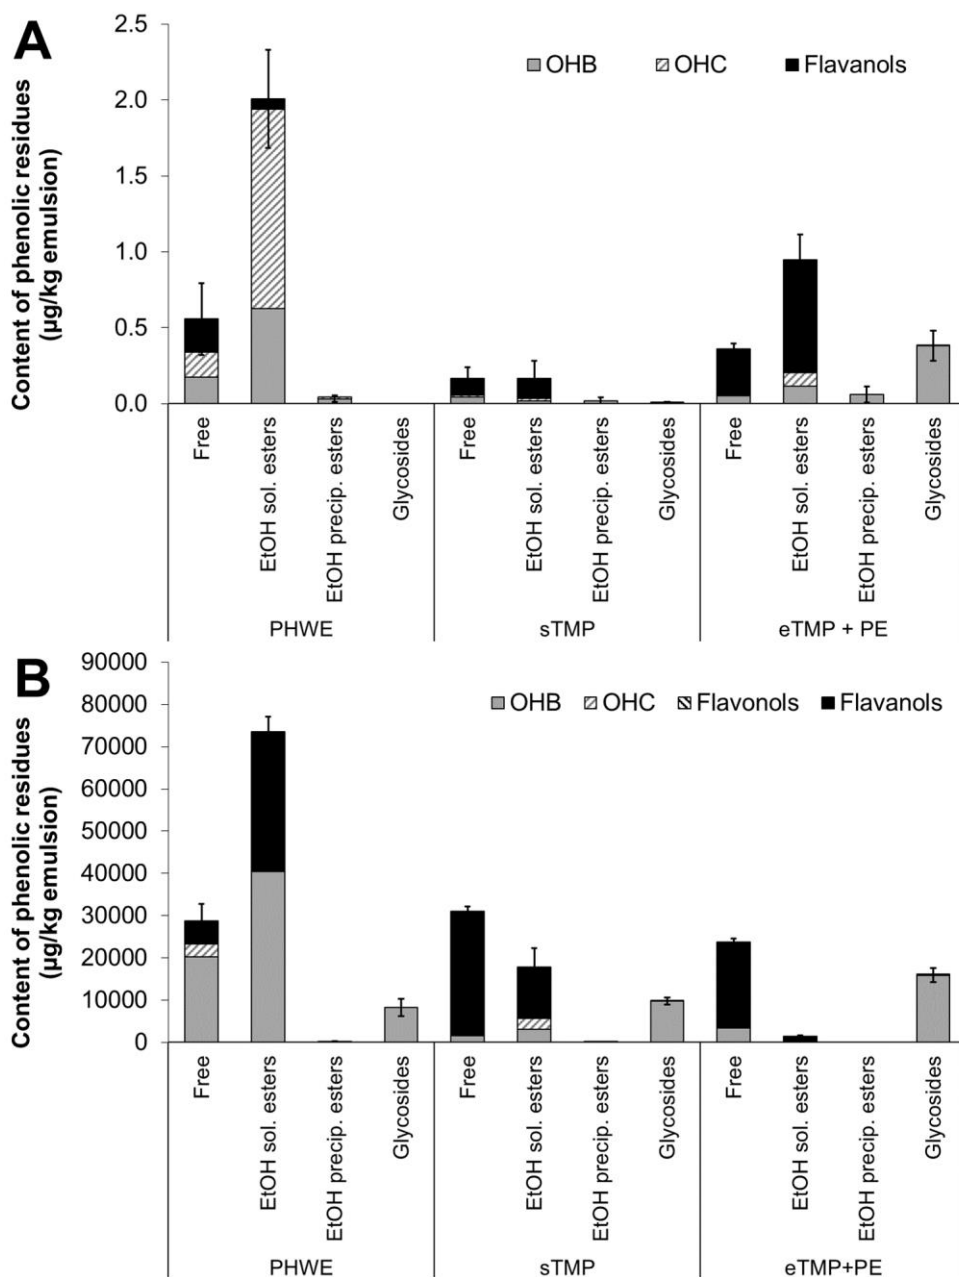 A
Content of phenolic residues
(µg/kg emulsion)
2.5
2.0
1.5
1.0
0.5
0.0
OHB OHC Flavanols
Free
EtOH sol. esters
EtOH precip. esters
Glycosides
Free
EtOH sol. esters
EtOH precip. esters
Glycosides
Free
EtOH sol. esters
EtOH precip. esters
Glycosides
PHWE sTMP eTMP + PE
B
Content of phenolic residues
(µg/kg emulsion)
90000
80000
70000
60000
50000
40000
30000
20000
10000
0
OHB OHC Flavonols Flavanols
Free
EtOH sol. esters
EtOH precip. esters
Glycosides
Free
EtOH sol. esters
EtOH precip. esters
Glycosides
Free
EtOH sol. esters
EtOH precip. esters
Glycosides
PHWE sTMP eTMP+PE